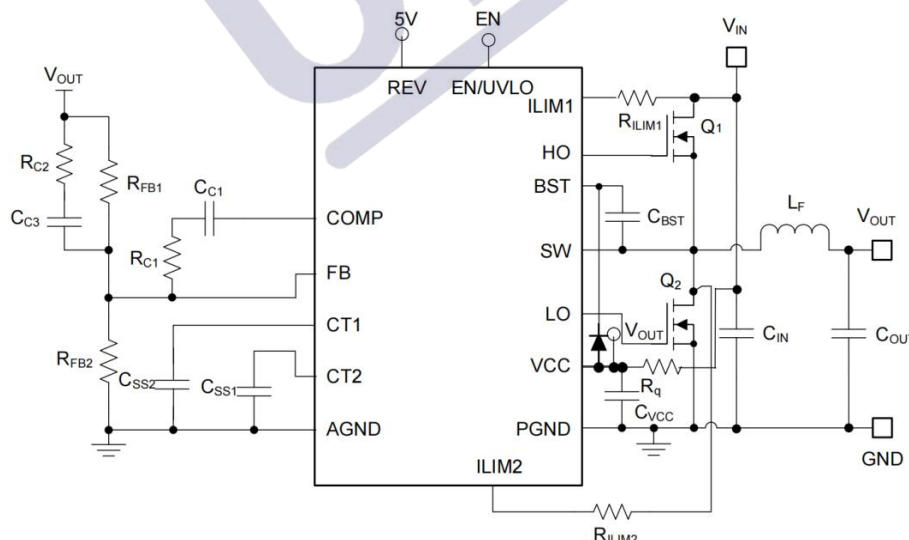 5V
EN
VIN
VOUT
REV
EN/UVLO
ILIM1
RILIM1
Q1
HO
RC2
RFB1
CC1
BST
CBST
LF
VOUT
CC3
COMP
RC1
SW
FB
Q2
LO
VOUT
CIN
COUT
CT1
RFB2
CSS2
CSS1
CT2
VCC
Rq
CVCC
AGND
PGND
GND
ILIM2
RILIM2